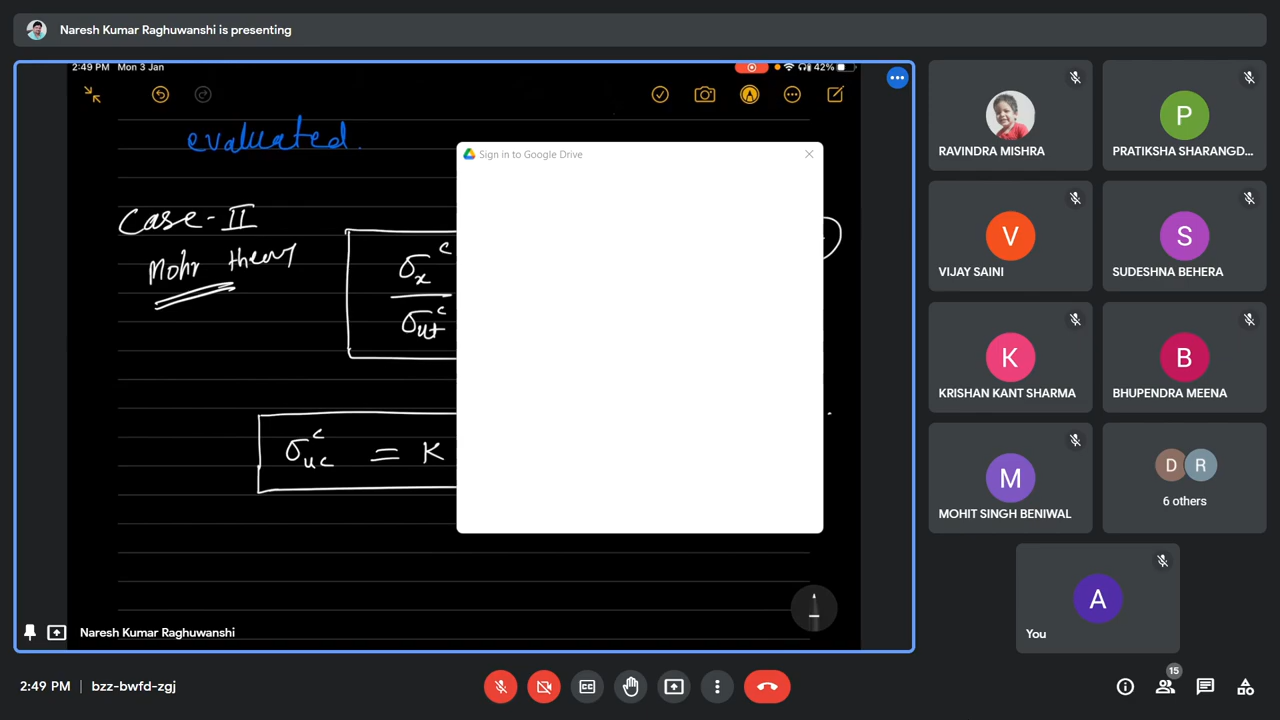 Naresh Kumar Raghuwanshi is presenting
2:49 PM Mon 3 Jan
42%
evaluated.
Sign in to Google Drive
Case-II
Mohr theory
σx^c
σut^c
σuc^c = K
Naresh Kumar Raghuwanshi
RAVINDRA MISHRA
P
PRATIKSHA SHARANGD...
V
VIJAY SAINI
S
SUDESHNA BEHERA
K
KRISHAN KANT SHARMA
B
BHUPENDRA MEENA
M
MOHIT SINGH BENIWAL
D R
6 others
A
You
2:49 PM | bzz-bwfd-zgj
15